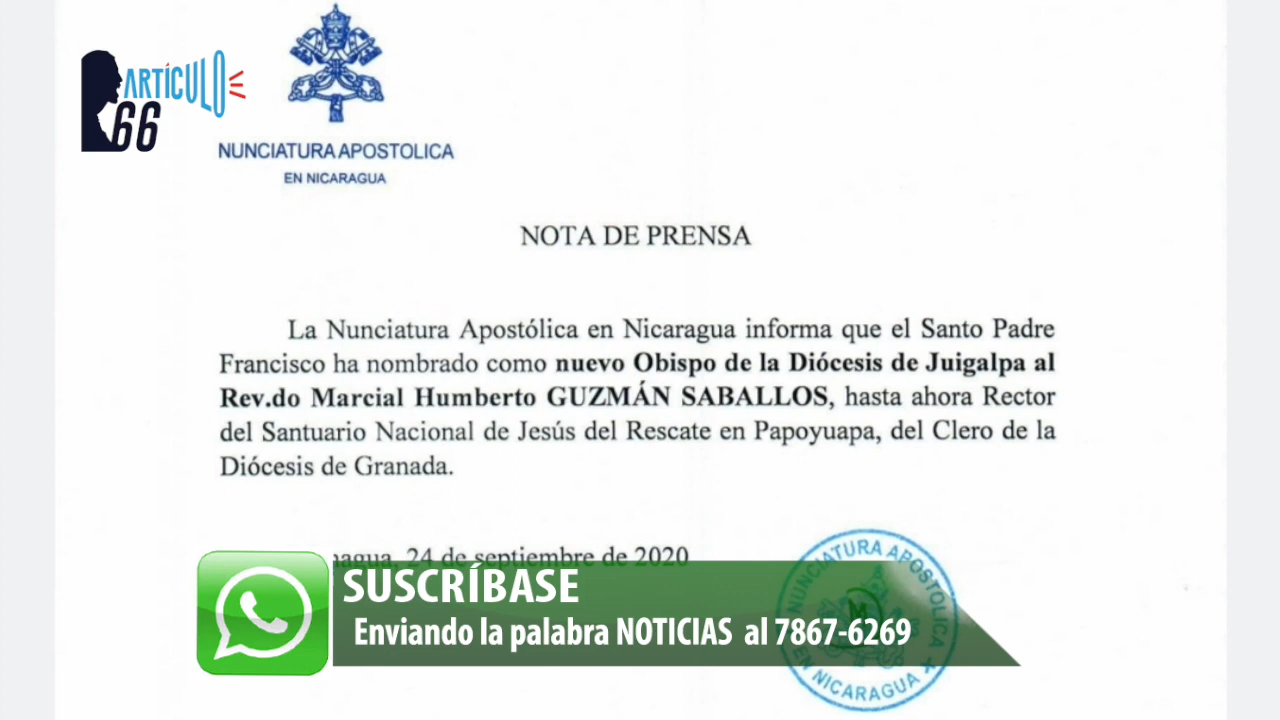 ARTÍCULO
66
NUNCIATURA APOSTOLICA
EN NICARAGUA
NOTA DE PRENSA
La Nunciatura Apostólica en Nicaragua informa que el Santo Padre
Francisco ha nombrado como nuevo Obispo de la Diócesis de Juigalpa al
Rev.do Marcial Humberto GUZMÁN SABALLOS, hasta ahora Rector
del Santuario Nacional de Jesús del Rescate en Papoyuapa, del Clero de la
Diócesis de Granada.
24 de septiembre de 2020
NUNCIATURA APOSTOLICA
EN NICARAGUA
SUSCRÍBASE
Enviando la palabra NOTICIAS al 7867-6269